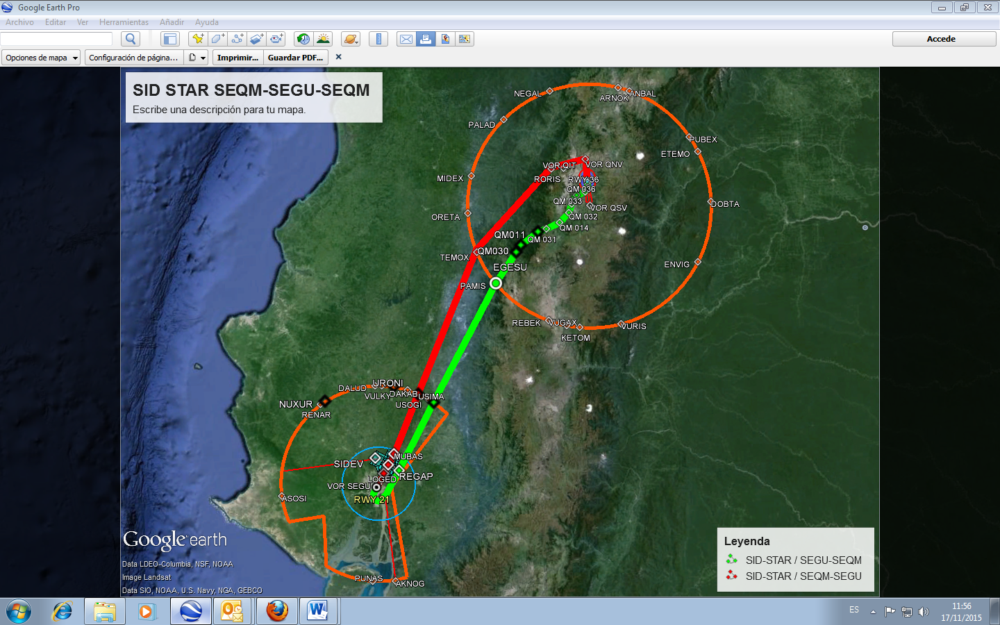 Google Earth Pro
Archivo Editar Ver Herramientas Añadir Ayuda
Accede
Opciones de mapa Configuración de página... Imprimir... Guardar PDF...
SID STAR SEQM-SEGU-SEQM
Escribe una descripción para tu mapa.
NEGAL
ARNOK
ANBAL
PALAD
PUBEX
ETEMO
VOR QIT
VOR QNV
MIDEX
RORIS
RWY 36
QM 036
QM 033
VOR QSV
DOBTA
ORETA
QM 032
QM 014
QM011
QM 031
QM030
TEMOX
EGESU
ENVIG
PAMIS
REBEK
VUGAX
VURIS
KETOM
URONI
DALUD
VULKY
DAKAB
USIMA
NUXUR
USOGI
RENAR
MUBAS
SIDEV
REGAP
LOGED
VOR SEGU
RWY 21
ASOSI
PUNAS
AKNOG
Google earth
Data LDEO-Columbia, NSF, NOAA
Image Landsat
Data SIO, NOAA, U.S. Navy, NGA, GEBCO
Leyenda
SID-STAR / SEGU-SEQM
SID-STAR / SEQM-SEGU
ES
11:56
17/11/2015